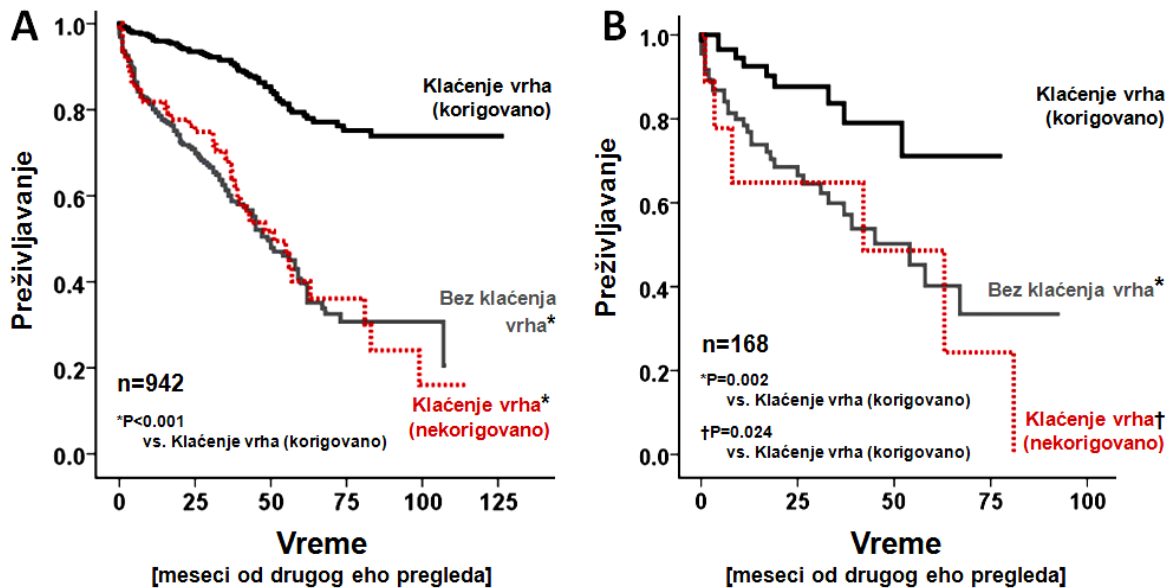 A
Preživljavanje
1.0
0.8
0.6
0.4
0.2
0.0
Klaćenje vrha
(korigovano)
Bez klaćenja
vrha*
Klaćenje vrha*
(nekorigovano)
n=942
*P<0.001
vs. Klaćenje vrha (korigovano)
0 25 50 75 100 125
Vreme
[meseci od drugog eho pregleda]
B
Preživljavanje
1.0
0.8
0.6
0.4
0.2
0.0
Klaćenje vrha
(korigovano)
Bez klaćenja vrha*
Klaćenje vrha†
(nekorigovano)
n=168
*P=0.002
vs. Klaćenje vrha (korigovano)
†P=0.024
vs. Klaćenje vrha (korigovano)
0 25 50 75 100
Vreme
[meseci od drugog eho pregleda]